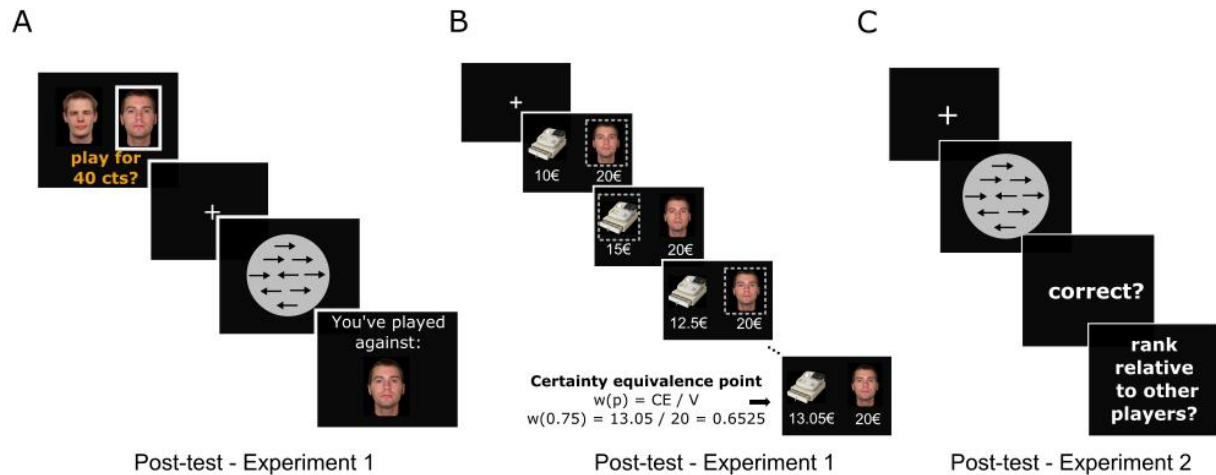 A
play for
40 cts?
You've played
against:
Post-test - Experiment 1
B
10€ 20€
15€ 20€
12.5€ 20€
Certainty equivalence point
w(p) = CE / V
w(0.75) = 13.05 / 20 = 0.6525
13.05€ 20€
Post-test - Experiment 1
C
correct?
rank
relative
to other
players?
Post-test - Experiment 2